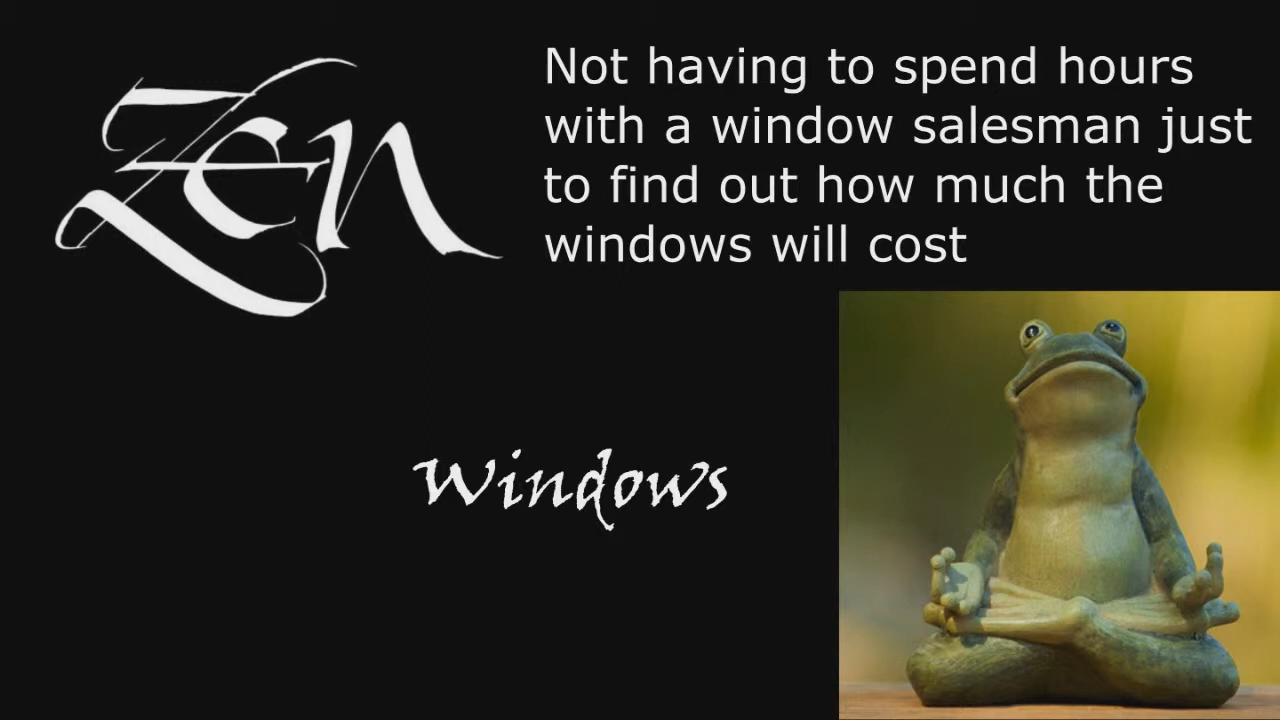 Zen
Not having to spend hours
with a window salesman just
to find out how much the
windows will cost
Windows